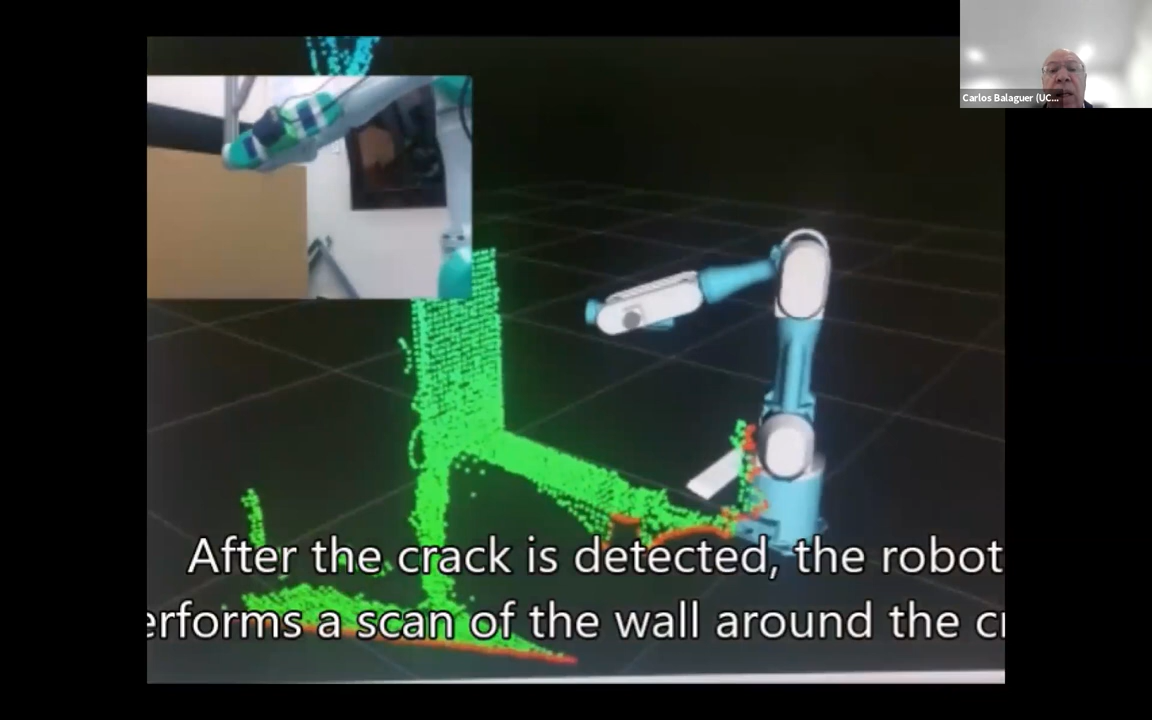 Carlos Balaguer (UC...
After the crack is detected, the robot
erforms a scan of the wall around the cr